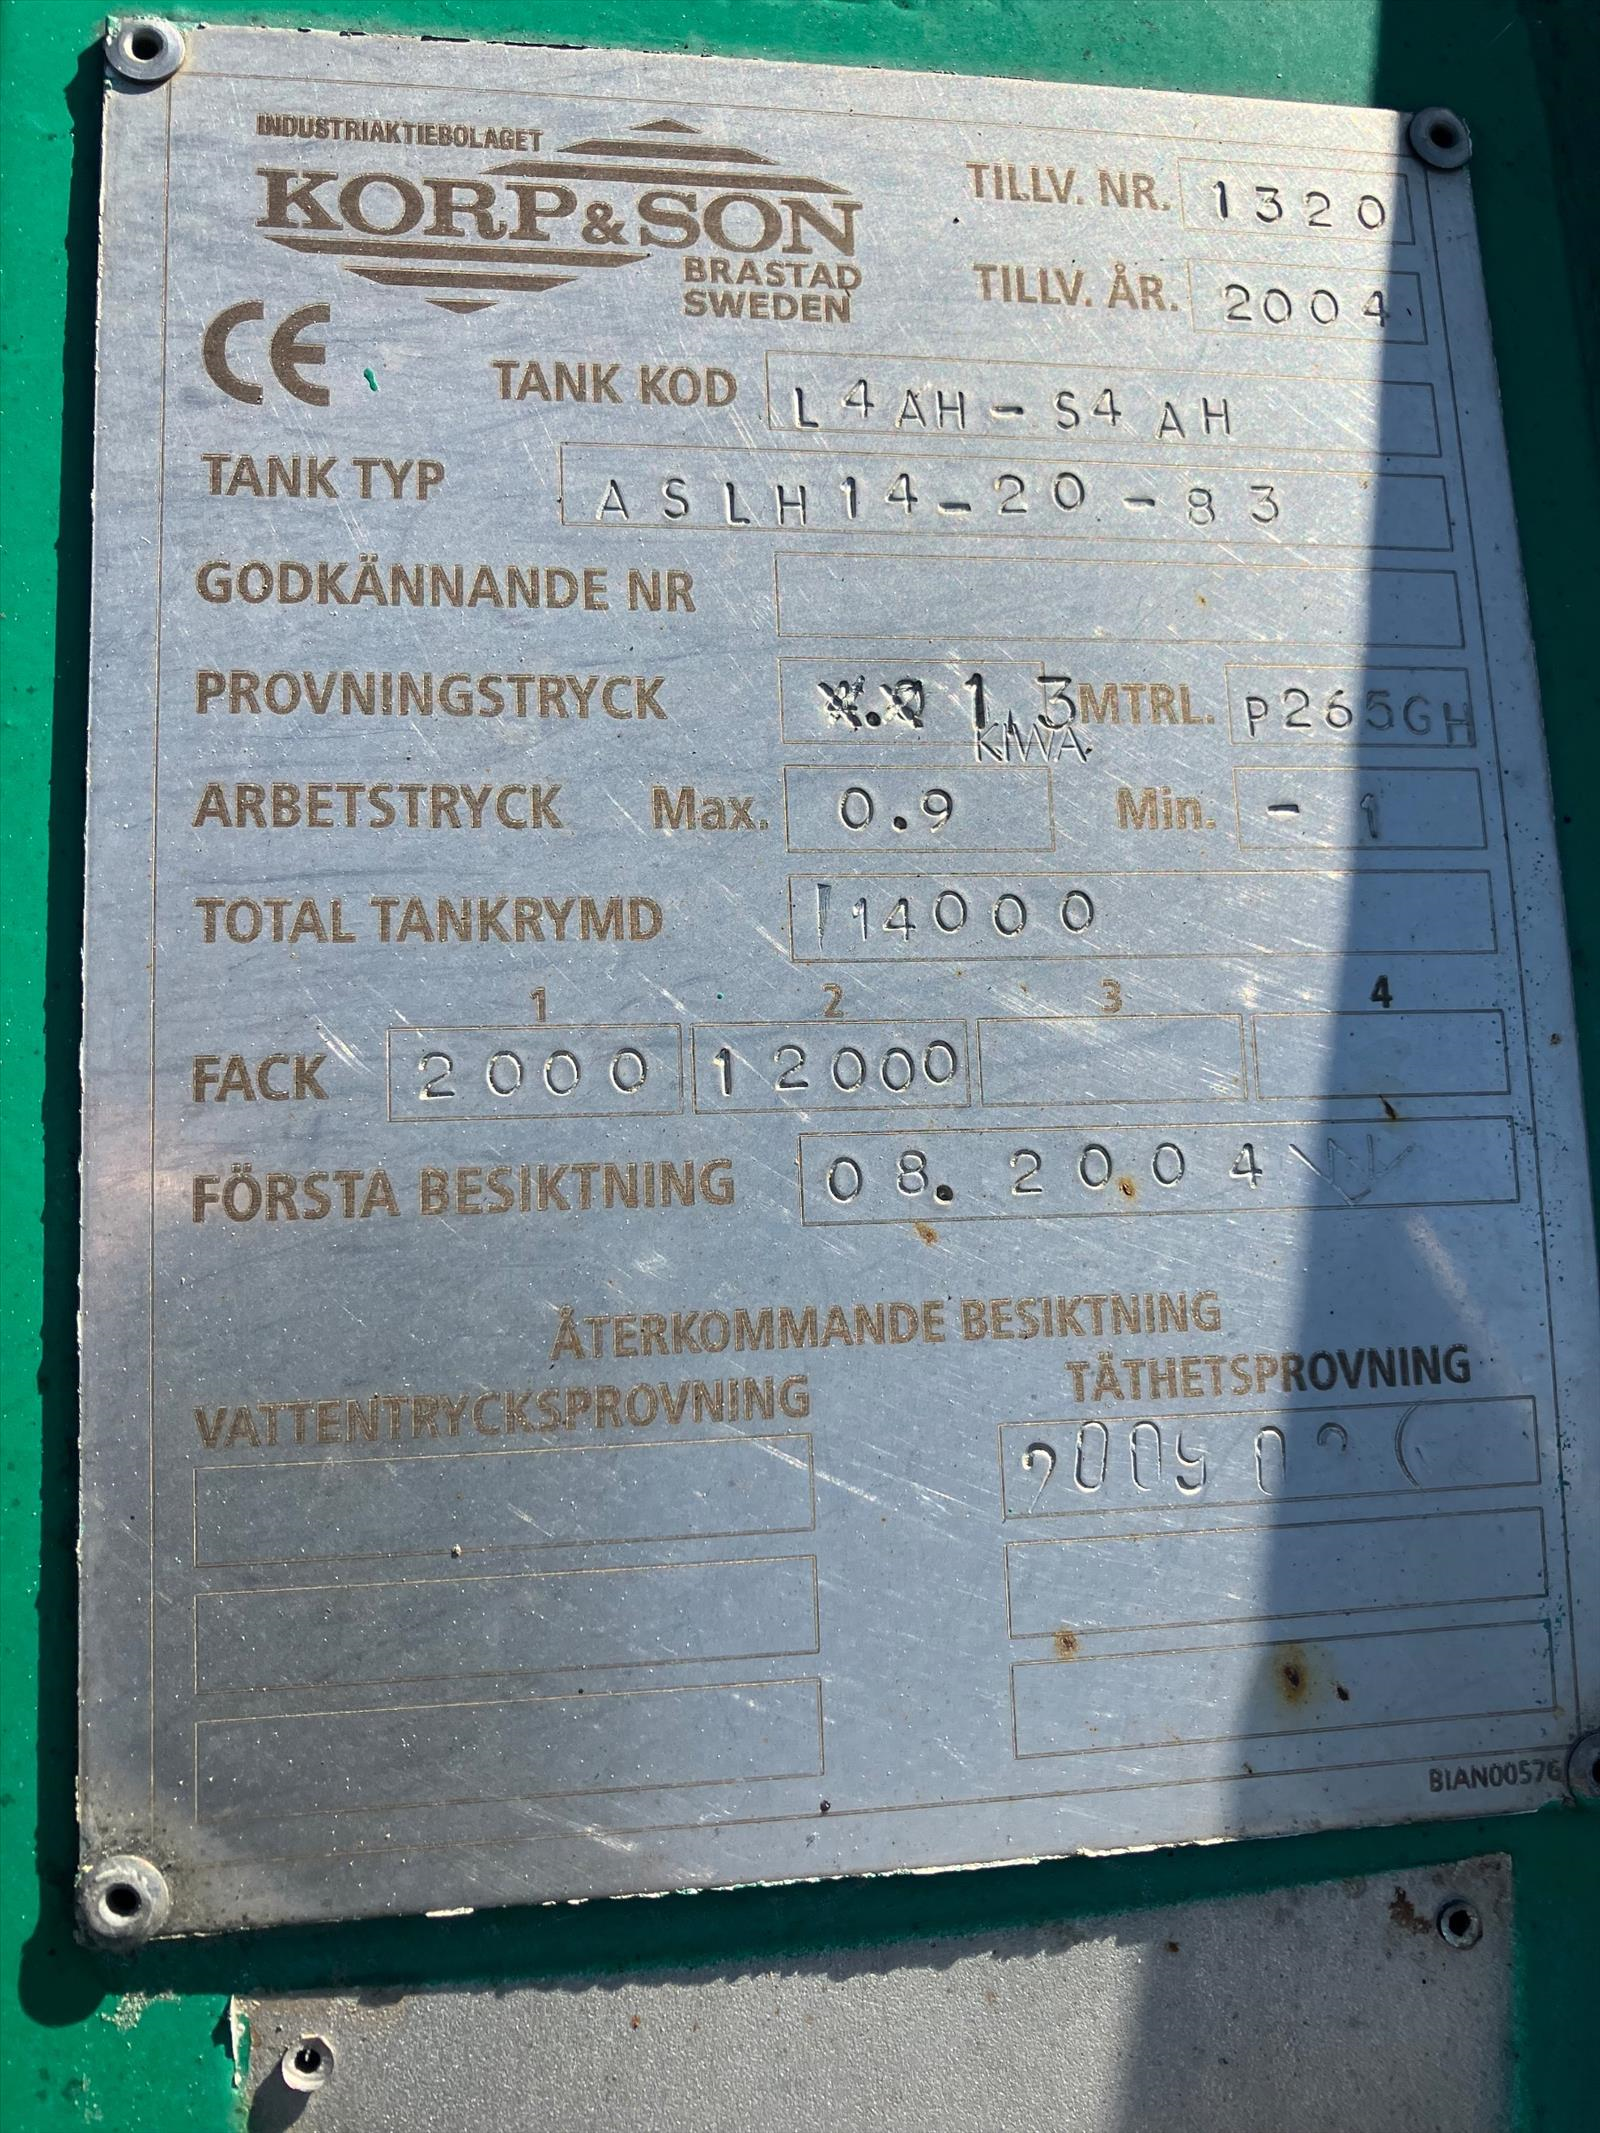 INDUSTRIAKTIEBOLAGET
KORP & SON
BRASTAD
SWEDEN
TILLV. NR. 1320
TILLV. ÅR. 2004
CE
TANK KOD L4AH-S4AH
TANK TYP ASLH14-20-83
GODKÄNNANDE NR
PROVNINGSTRYCK 1,3 MTRL. P265GH
KIWA
ARBETSTRYCK Max. 0.9 Min. -1
TOTAL TANKRYMD 14000
1 2 3 4
FACK 2000 12000
FÖRSTA BESIKTNING 08.2004
ÅTERKOMMANDE BESIKTNING
VATTENTRYCKSPROVNING TÄTHETSPROVNING
BIAN00576